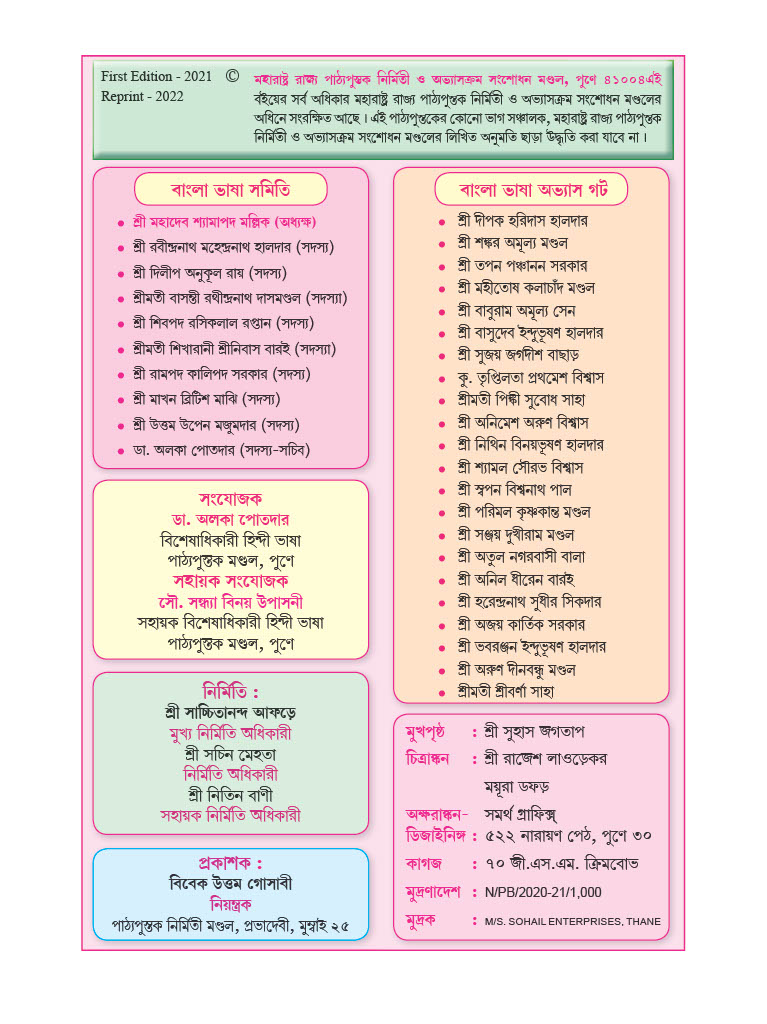 First Edition - 2021 ©
Reprint - 2022
মহারাষ্ট্র রাজ্য পাঠ্যপুস্তক নির্মিতী ও অভ্যাসক্রম সংশোধন মণ্ডল, পুণে ৪১০০৪এই
বইয়ের সর্ব অধিকার মহারাষ্ট্র রাজ্য পাঠ্যপুস্তক নির্মিতী ও অভ্যাসক্রম সংশোধন মণ্ডলের
অধিনে সংরক্ষিত আছে। এই পাঠ্যপুস্তকের কোনো ভাগ সঞ্চালক, মহারাষ্ট্র রাজ্য পাঠ্যপুস্তক
নির্মিতী ও অভ্যাসক্রম সংশোধন মণ্ডলের লিখিত অনুমতি ছাড়া উদ্ধৃতি করা যাবে না।
বাংলা ভাষা সমিতি
• শ্রী মহাদেব শ্যামাপদ মল্লিক (অধ্যক্ষ)
• শ্রী রবীন্দ্রনাথ মহেন্দ্রনাথ হালদার (সদস্য)
• শ্রী দিলীপ অনুকূল রায় (সদস্য)
• শ্রীমতী বাসন্তী রথীন্দ্রনাথ দাসমণ্ডল (সদস্যা)
• শ্রী শিবপদ রসিকলাল রপ্তান (সদস্য)
• শ্রীমতী শিখারানী শ্রীনিবাস বারই (সদস্যা)
• শ্রী রামপদ কালিপদ সরকার (সদস্য)
• শ্রী মাখন ব্রিটিশ মাঝি (সদস্য)
• শ্রী উত্তম উপেন মজুমদার (সদস্য)
• ডা. অলকা পোতদার (সদস্য-সচিব)
সংযোজক
ডা. অলকা পোতদার
বিশেষাধিকারী হিন্দী ভাষা
পাঠ্যপুস্তক মণ্ডল, পুণে
সহায়ক সংযোজক
সৌ. সন্ধ্যা বিনয় উপাসনী
সহায়ক বিশেষাধিকারী হিন্দী ভাষা
পাঠ্যপুস্তক মণ্ডল, পুণে
নির্মিতি :
শ্রী সাচ্চিতানন্দ আফড়ে
মুখ্য নির্মিতি অধিকারী
শ্রী সচিন মেহতা
নির্মিতি অধিকারী
শ্রী নিতিন বাণী
সহায়ক নির্মিতি অধিকারী
প্রকাশক :
বিবেক উত্তম গোসাবী
নিয়ন্ত্রক
পাঠ্যপুস্তক নির্মিতী মণ্ডল, প্রভাদেবী, মুম্বাই ২৫
বাংলা ভাষা অভ্যাস গট
• শ্রী দীপক হরিদাস হালদার
• শ্রী শঙ্কর অমূল্য মণ্ডল
• শ্রী তপন পঞ্চানন সরকার
• শ্রী মহীতোষ কলাচাঁদ মণ্ডল
• শ্রী বাবুরাম অমূল্য সেন
• শ্রী বাসুদেব ইন্দুভূষণ হালদার
• শ্রী সুজয় জগদীশ বাছাড়
• কু. তৃপ্তিলতা প্রথমেশ বিশ্বাস
• শ্রীমতী পিঙ্কী সুবোধ সাহা
• শ্রী অনিমেশ অরুণ বিশ্বাস
• শ্রী নিথিন বিনয়ভূষণ হালদার
• শ্রী শ্যামল সৌরভ বিশ্বাস
• শ্রী স্বপন বিশ্বনাথ পাল
• শ্রী পরিমল কৃষ্ণকান্ত মণ্ডল
• শ্রী সঞ্জয় দুখীরাম মণ্ডল
• শ্রী অতুল নগরবাসী বালা
• শ্রী অনিল ধীরেন বারই
• শ্রী হরেন্দ্রনাথ সুধীর সিকদার
• শ্রী অজয় কার্তিক সরকার
• শ্রী ভবরঞ্জন ইন্দুভূষণ হালদার
• শ্রী অরুণ দীনবন্ধু মণ্ডল
• শ্রীমতী শ্রীবর্ণা সাহা
মুখপৃষ্ঠ : শ্রী সুহাস জগতাপ
চিত্রাঙ্কন : শ্রী রাজেশ লাওড়েকর
ময়ূরা ডফড়
অক্ষরাঙ্কন- সমর্থ গ্রাফিক্স্
ডিজাইনিঙ্গ : ৫২২ নারায়ণ পেঠ, পুণে ৩০
কাগজ : ৭০ জী.এস.এম. ক্রিমবোভ
মুদ্রণাদেশ : N/PB/2020-21/1,000
মুদ্রক : M/S. SOHAIL ENTERPRISES, THANE